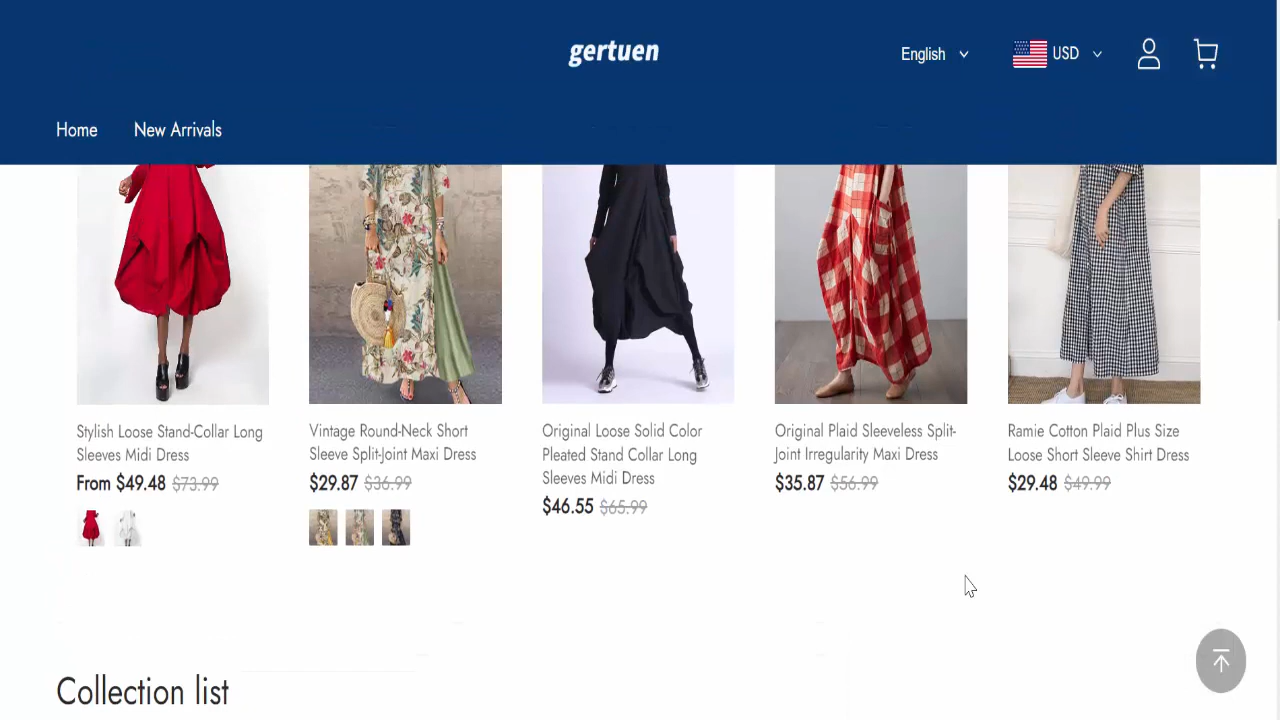 gertuen
English
USD
Home
New Arrivals
Stylish Loose Stand-Collar Long
Sleeves Midi Dress
From $49.48 $73.99
Vintage Round-Neck Short
Sleeve Split-Joint Maxi Dress
$29.87 $36.99
Original Loose Solid Color
Pleated Stand Collar Long
Sleeves Midi Dress
$46.55 $65.99
Original Plaid Sleeveless Split-
Joint Irregularity Maxi Dress
$35.87 $56.99
Ramie Cotton Plaid Plus Size
Loose Short Sleeve Shirt Dress
$29.48 $49.99
Collection list